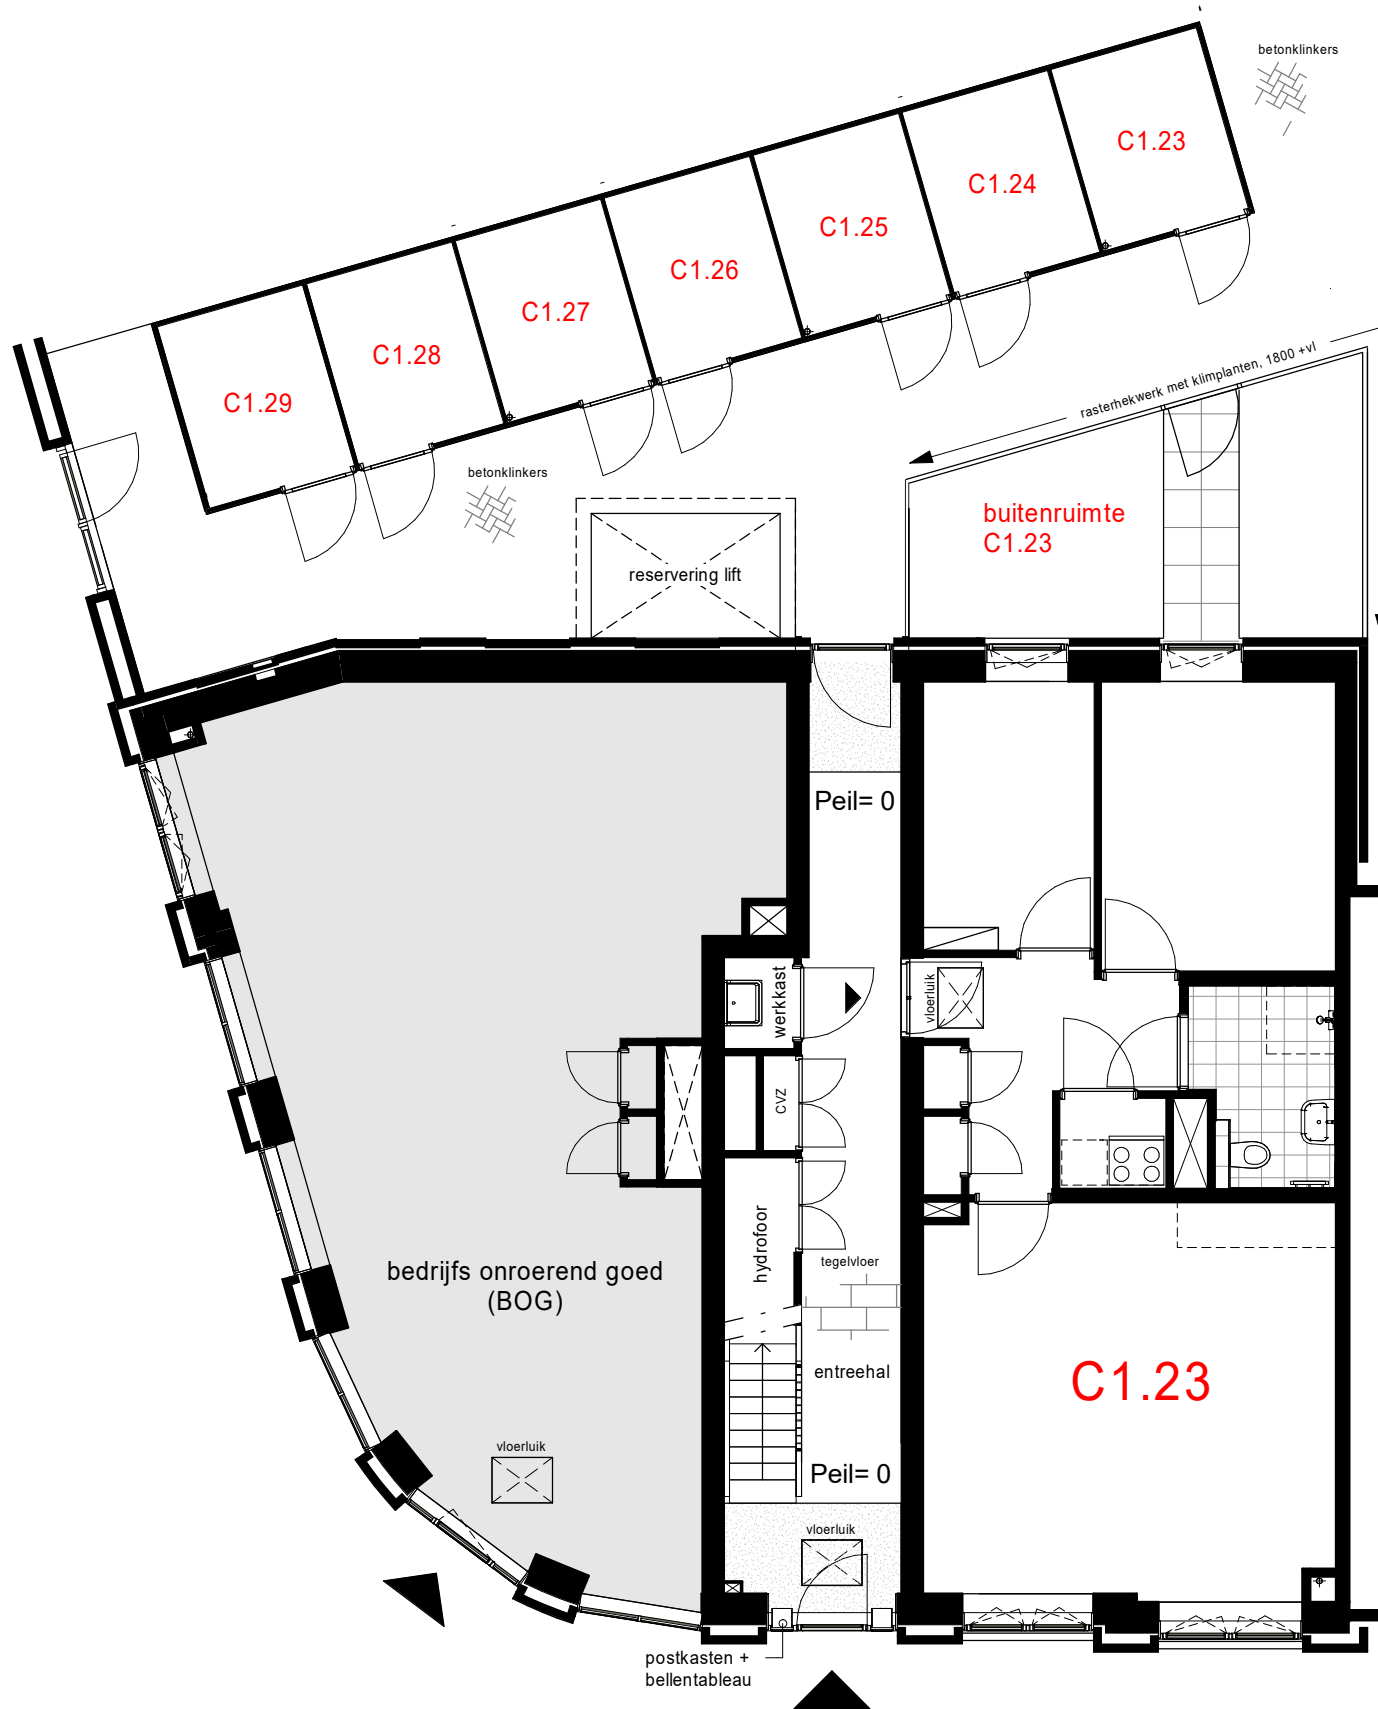 betonklinkers
C1.23
C1.24
C1.25
C1.26
C1.27
C1.28
C1.29
rasterhekwerk met klimplanten, 1800 +vl
betonklinkers
buitenruimte
C1.23
reservering lift
Peil= 0
werkkast
vloerluik
CVZ
hydrofoor
tegelvloer
bedrijfs onroerend goed
(BOG)
entreehal
C1.23
vloerluik
Peil= 0
vloerluik
postkasten +
bellentableau